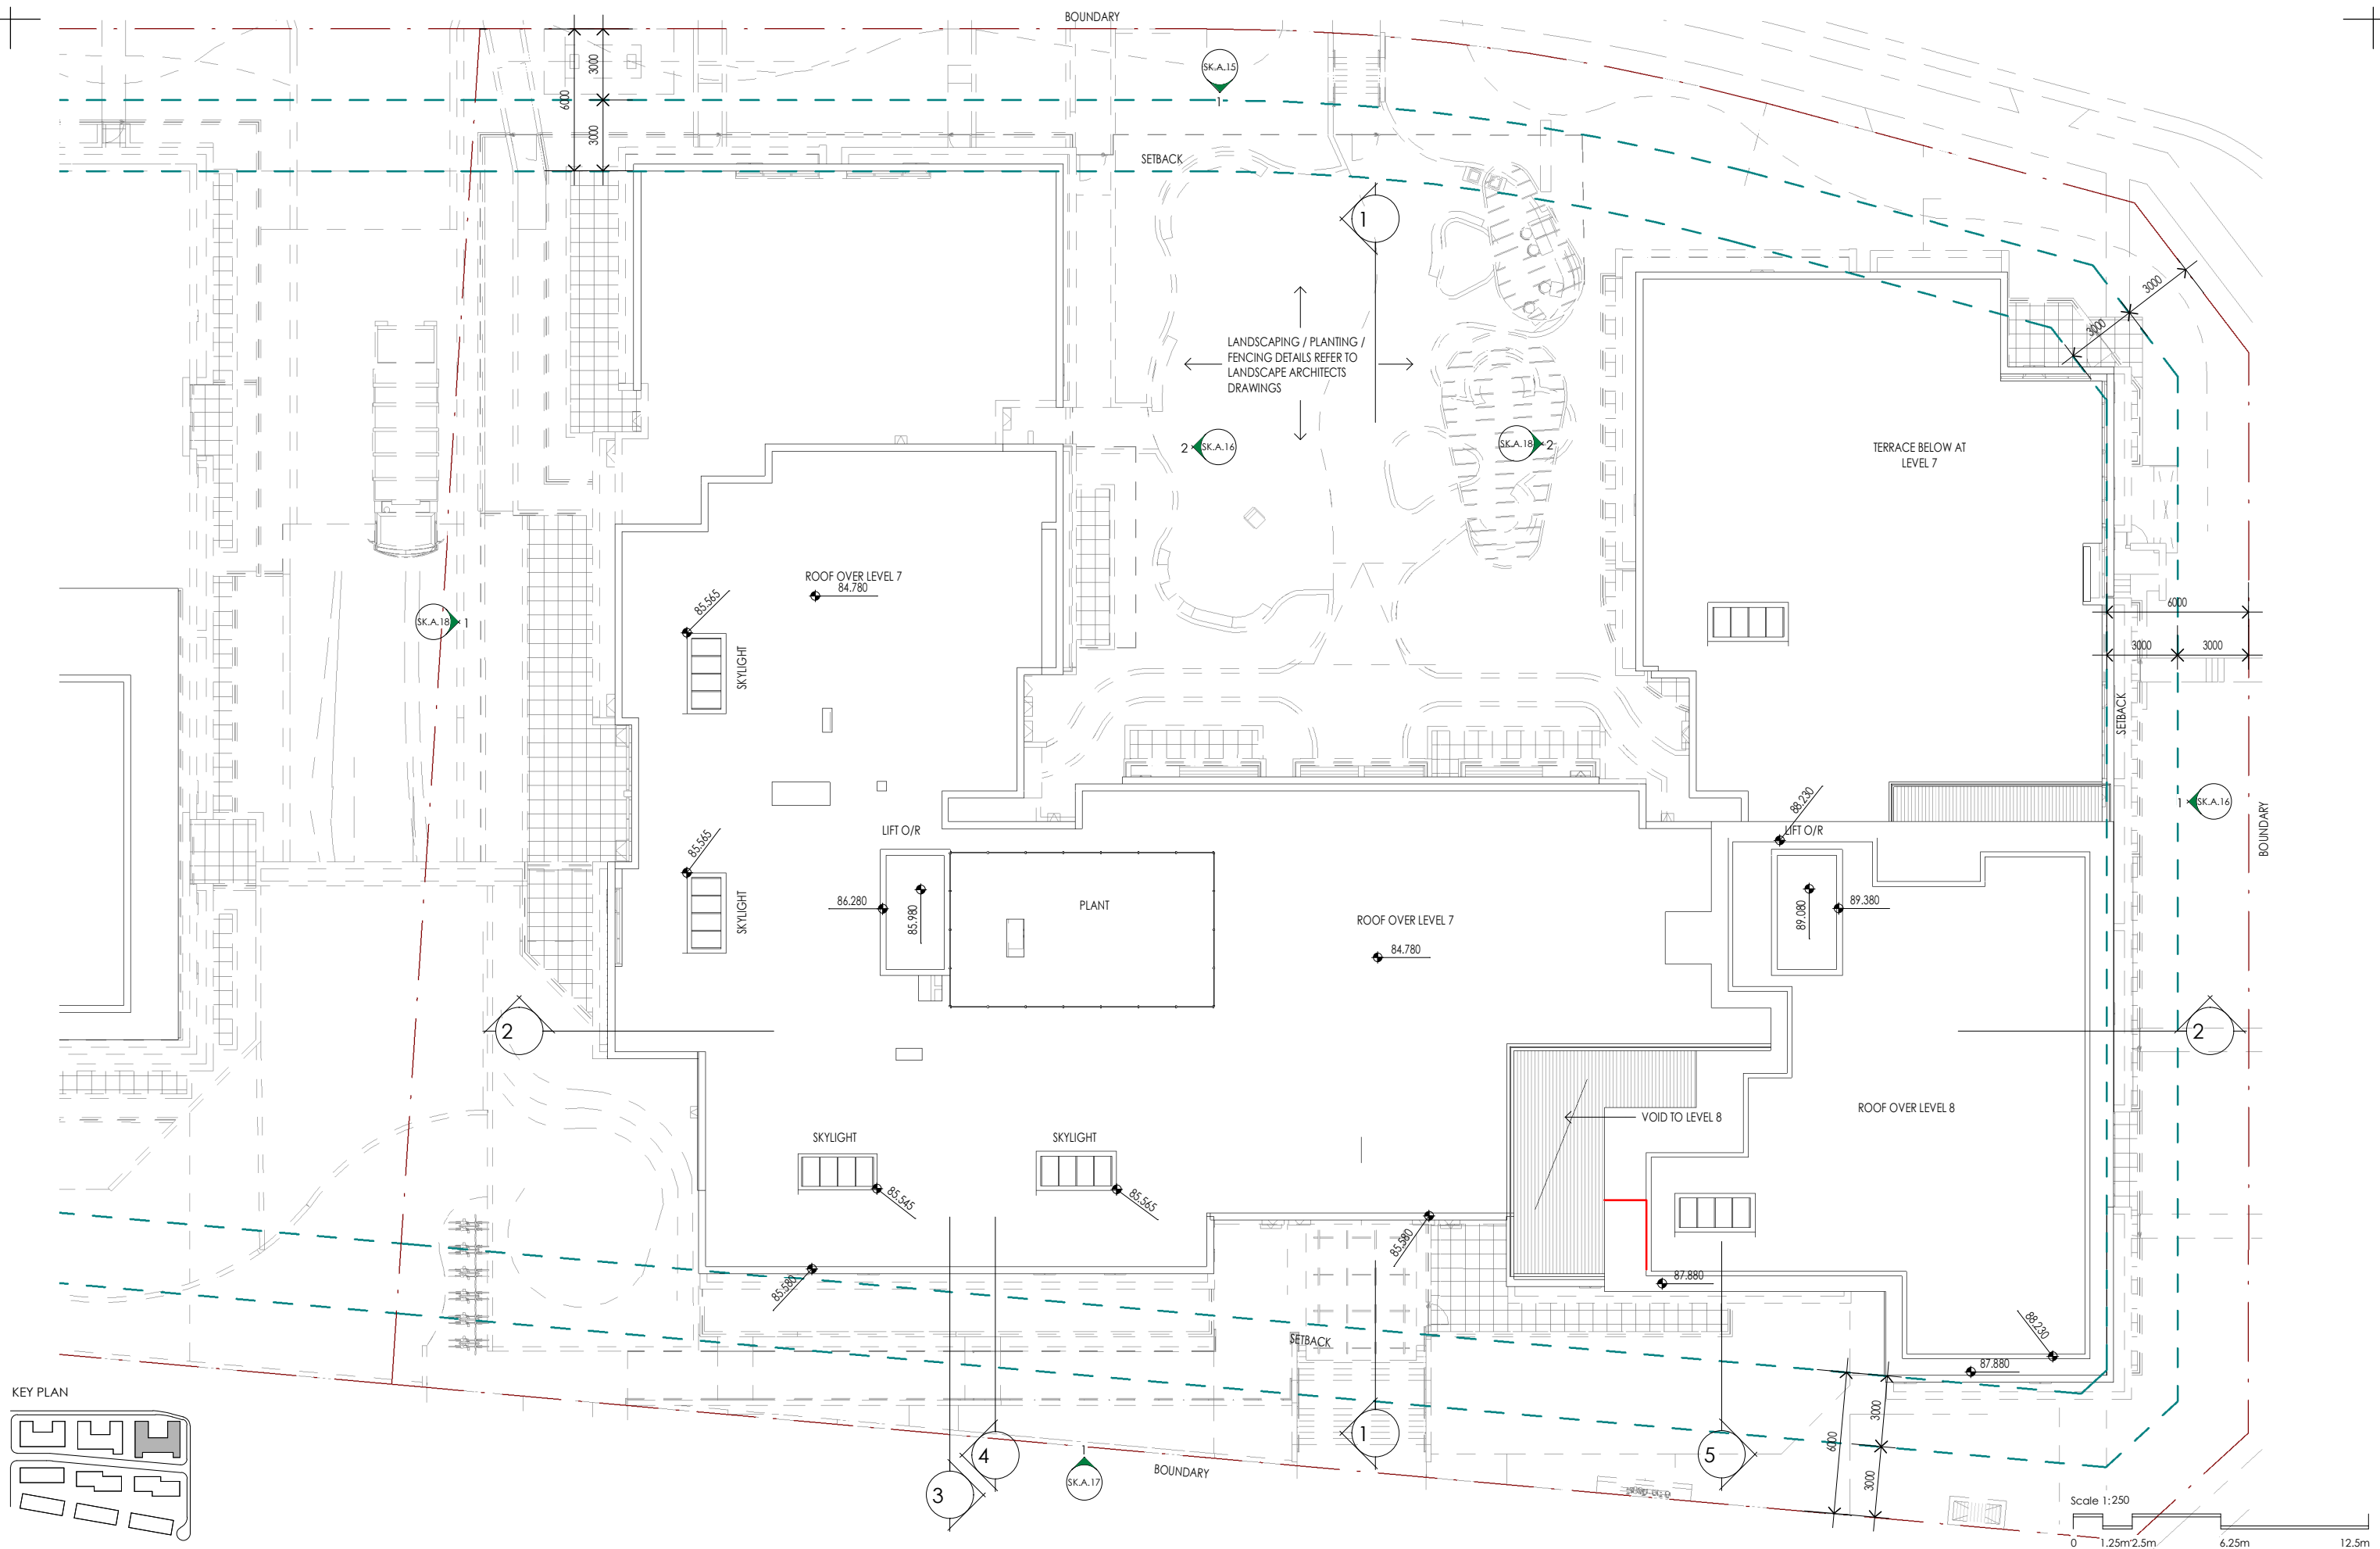 BOUNDARY
3000
6000
3000
SK.A.15
1
SETBACK
1
3000
3000
LANDSCAPING / PLANTING /
FENCING DETAILS REFER TO
LANDSCAPE ARCHITECTS
DRAWINGS
2
SK.A.16
SK.A.18
2
TERRACE BELOW AT
LEVEL 7
ROOF OVER LEVEL 7
84.780
85.565
SKYLIGHT
SK.A.18
1
6000
3000
3000
SETBACK
1
SK.A.16
BOUNDARY
85.565
SKYLIGHT
LIFT O/R
86.280
85.980
PLANT
ROOF OVER LEVEL 7
84.780
88.230
LIFT O/R
89.380
89.080
2
2
VOID TO LEVEL 8
ROOF OVER LEVEL 8
SKYLIGHT
SKYLIGHT
85.545
85.565
85.580
85.580
87.880
88.230
87.880
SETBACK
3000
6000
3000
1
5
4
3
1
SK.A.17
BOUNDARY
KEY PLAN
Scale 1:250
0 1.25m 2.5m 6.25m 12.5m